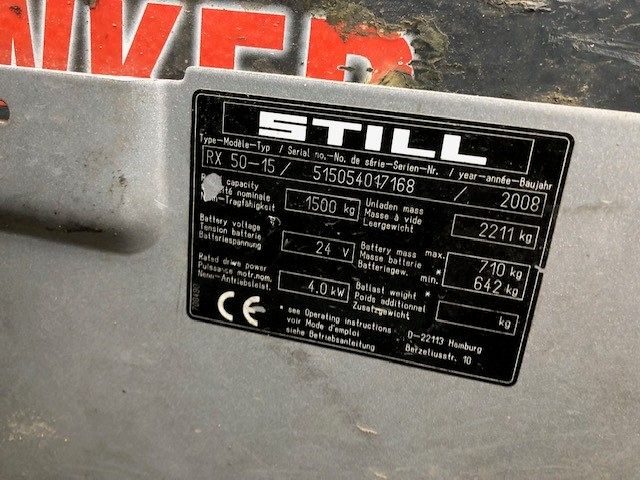 STILL
Type-Modèle-Typ / Serial no.-No. de série-Serien-Nr. / year-année-Baujahr
RX 50-15 / 515054017168 / 2008
capacity
nominele
-Tragfähigkeit
1500 kg
Unladen mass
Masse à vide
Leergewicht
2211 kg
Battery voltage
Tension batterie
Batteriespannung
24 V
Battery mass max.
Masse batterie *
Batteriegew. min.
710 kg
642 kg
Rated drive power
Puissance motr.nom.
Nenn-Antriebsleist.
4.0 kW
Ballast weight *
Poids additionnel
Zusatzgewicht
kg
CE
* see Operating instructions
voir Mode d'emploi
siehe Betriebsanleitung
D-22113 Hamburg
Berzeliusstr. 10